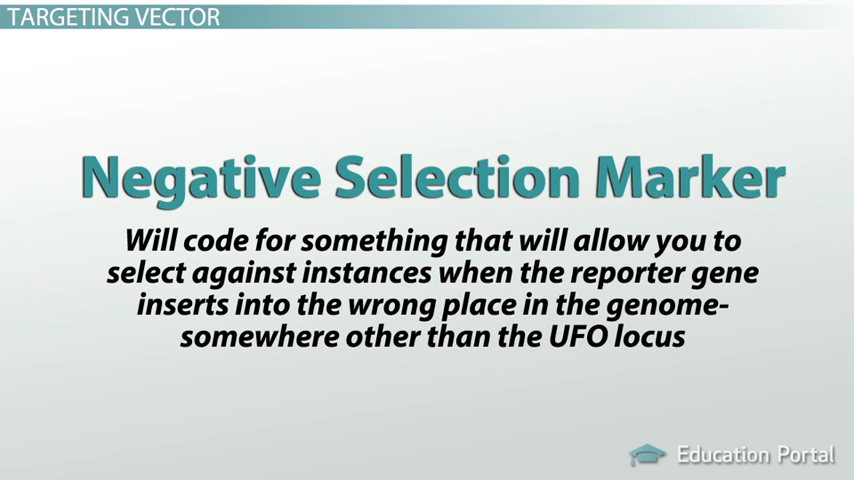 TARGETING VECTOR
Negative Selection Marker
Will code for something that will allow you to
select against instances when the reporter gene
inserts into the wrong place in the genome-
somewhere other than the UFO locus
Education Portal